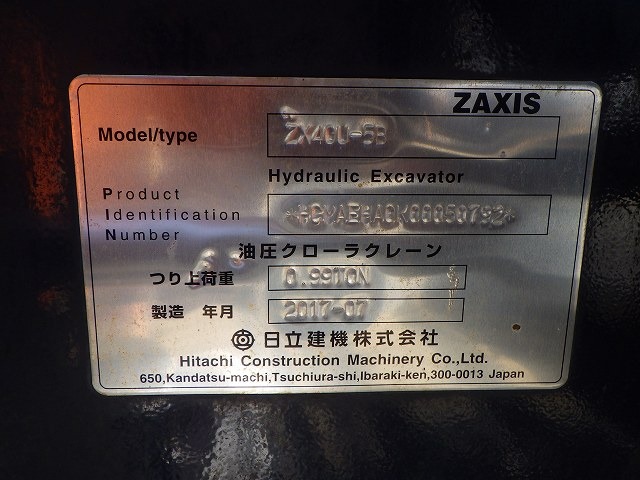 ZAXIS
Model/type ZX40U-5B
Hydraulic Excavator
Product
Identification
Number
油圧クローラクレーン
つり上荷重 0.99TON
製造 年月 2017-07
日立建機株式会社
Hitachi Construction Machinery Co.,Ltd.
650,Kandatsu-machi,Tsuchiura-shi,Ibaraki-ken,300-0013 Japan